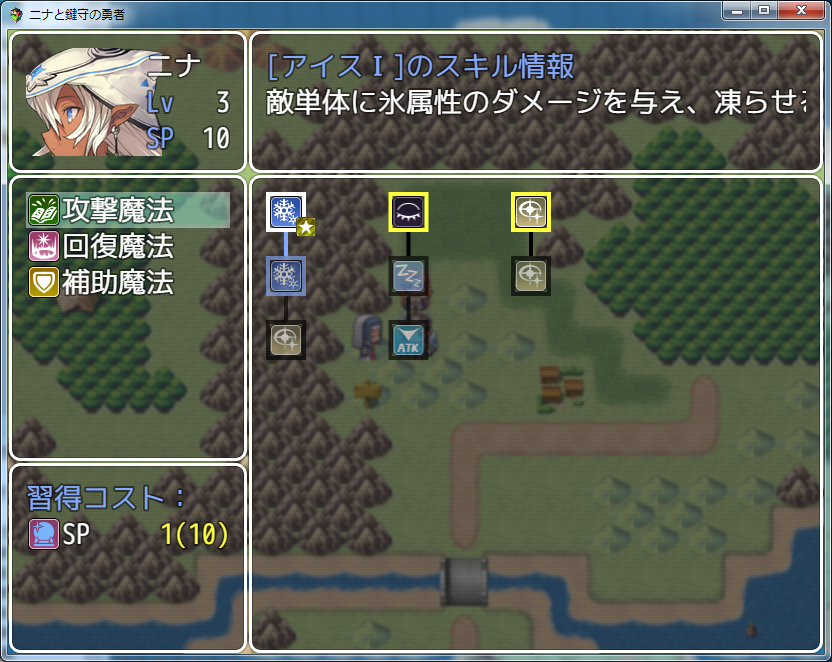 ニナと鍵守の勇者
ニナ
Lv 3
SP 10
[アイスⅠ]のスキル情報
敵単体に氷属性のダメージを与え、凍らせる
攻撃魔法
回復魔法
補助魔法
ATK
習得コスト：
SP 1(10)